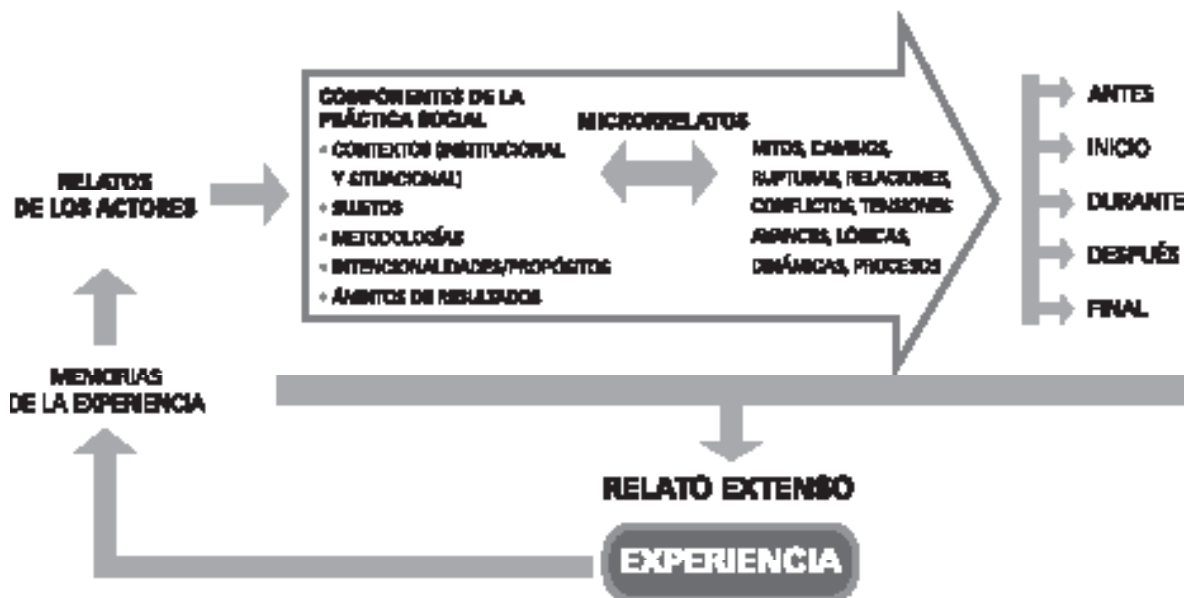 COMPONENTES DE LA
PRÁCTICA SOCIAL
• CONTEXTOS (INSTITUCIONAL
Y SITUACIONAL)
• SUJETOS
• METODOLOGÍAS
• INTENCIONALIDADES/PROPÓSITOS
• ÁMBITOS DE RESULTADOS
MICRORRELATOS
HITOS, CAMBIOS,
RUPTURAS, RELACIONES,
CONFLICTOS, TENSIONES
AVANCES, LÓGICAS,
DINÁMICAS, PROCESOS
ANTES
INICIO
DURANTE
DESPUÉS
FINAL
RELATOS
DE LOS ACTORES
MEMORIAS
DE LA EXPERIENCIA
RELATO EXTENSO
EXPERIENCIA